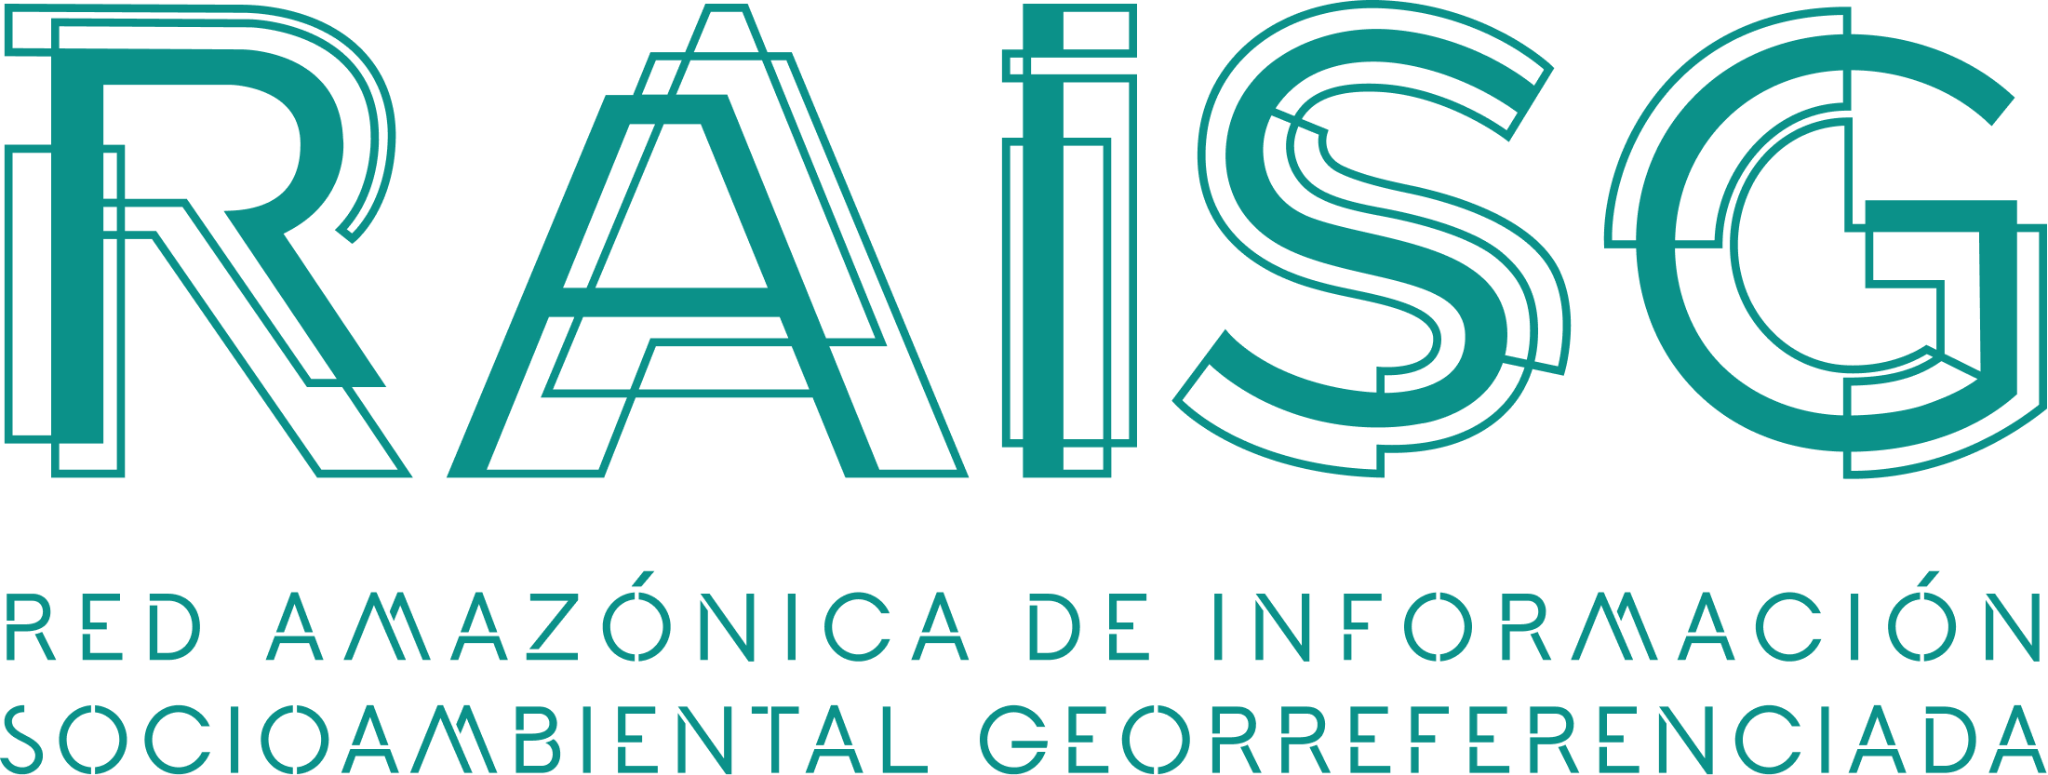 RAiSG
RED AMAZÓNICA DE INFORMACIÓN
SOCIOAMBIENTAL GEORREFERENCIADA